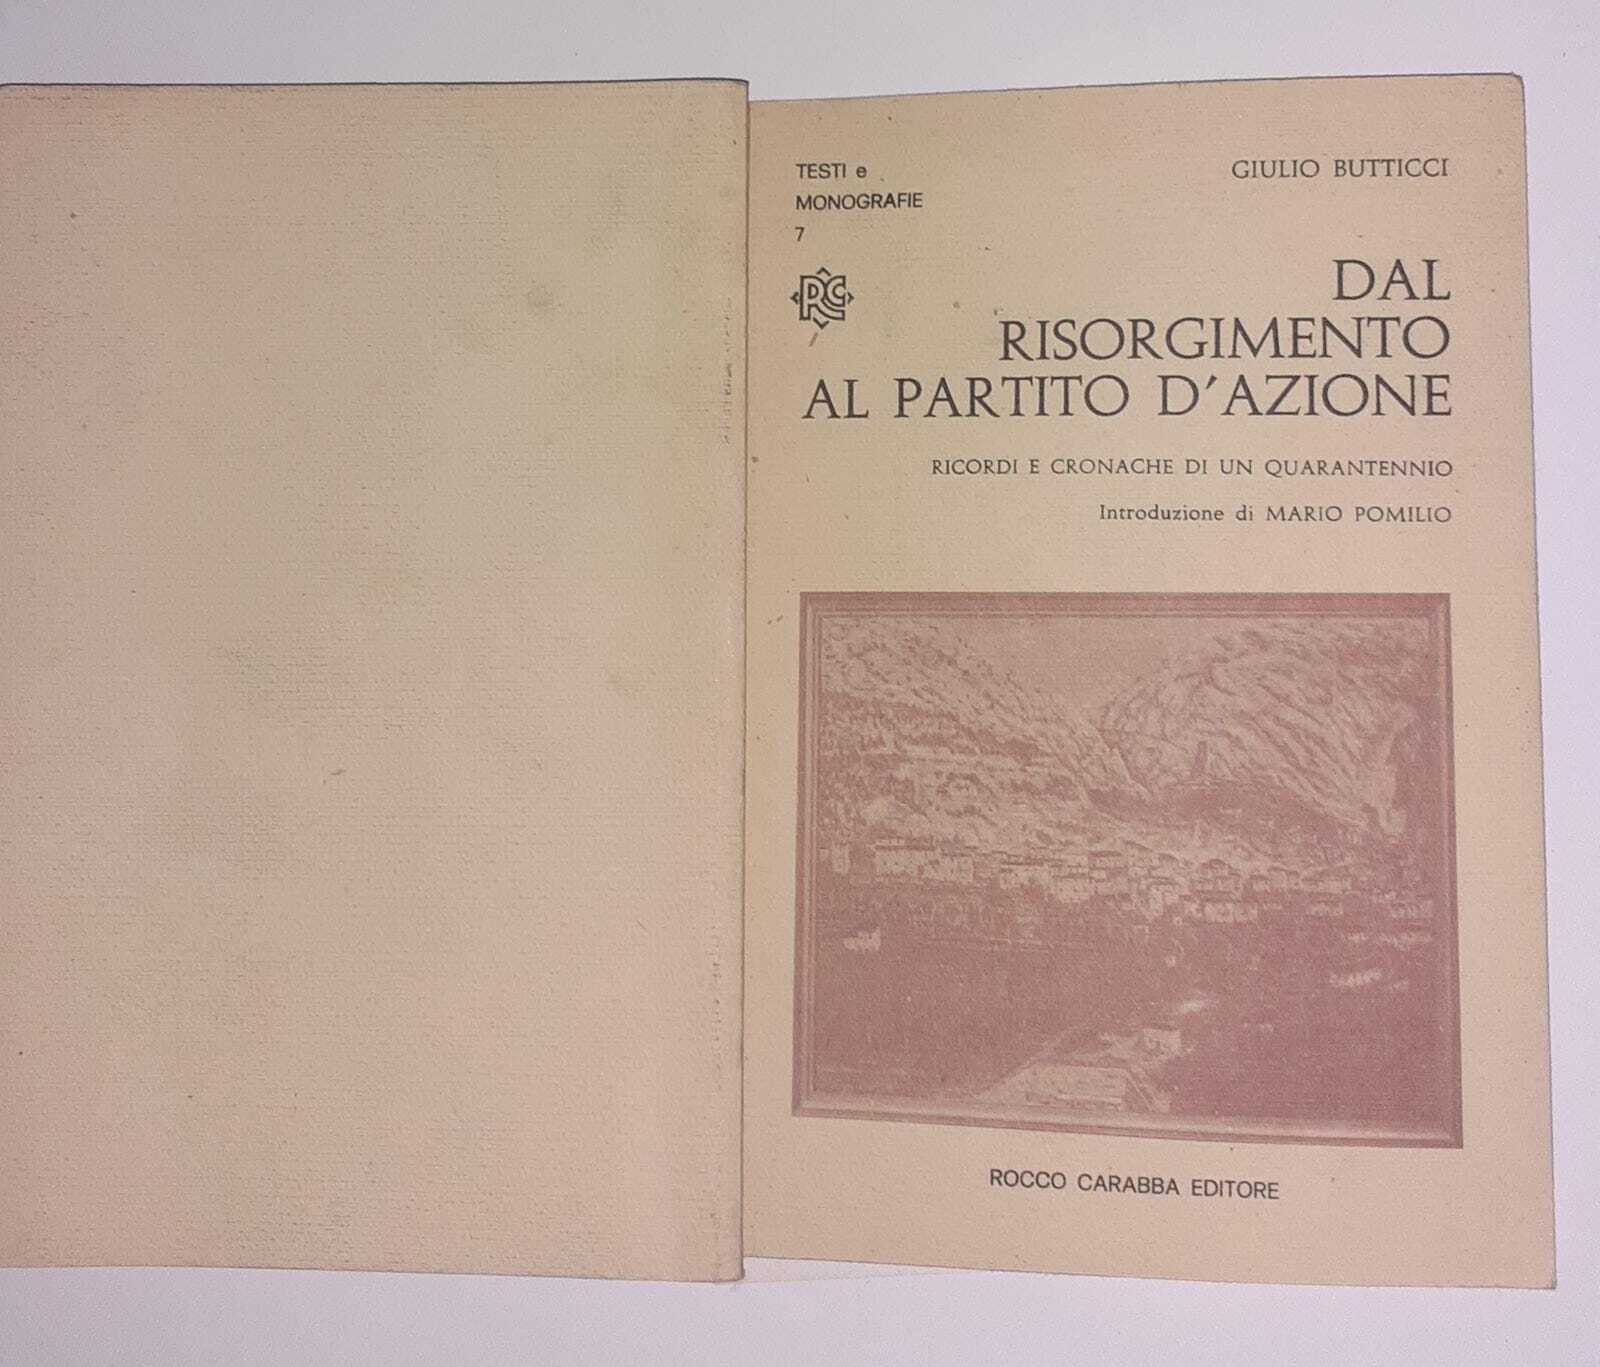 TESTI e
MONOGRAFIE
7
RC
GIULIO BUTTICCI
DAL
RISORGIMENTO
AL PARTITO D'AZIONE
RICORDI E CRONACHE DI UN QUARANTENNIO
Introduzione di MARIO POMILIO
ROCCO CARABBA EDITORE